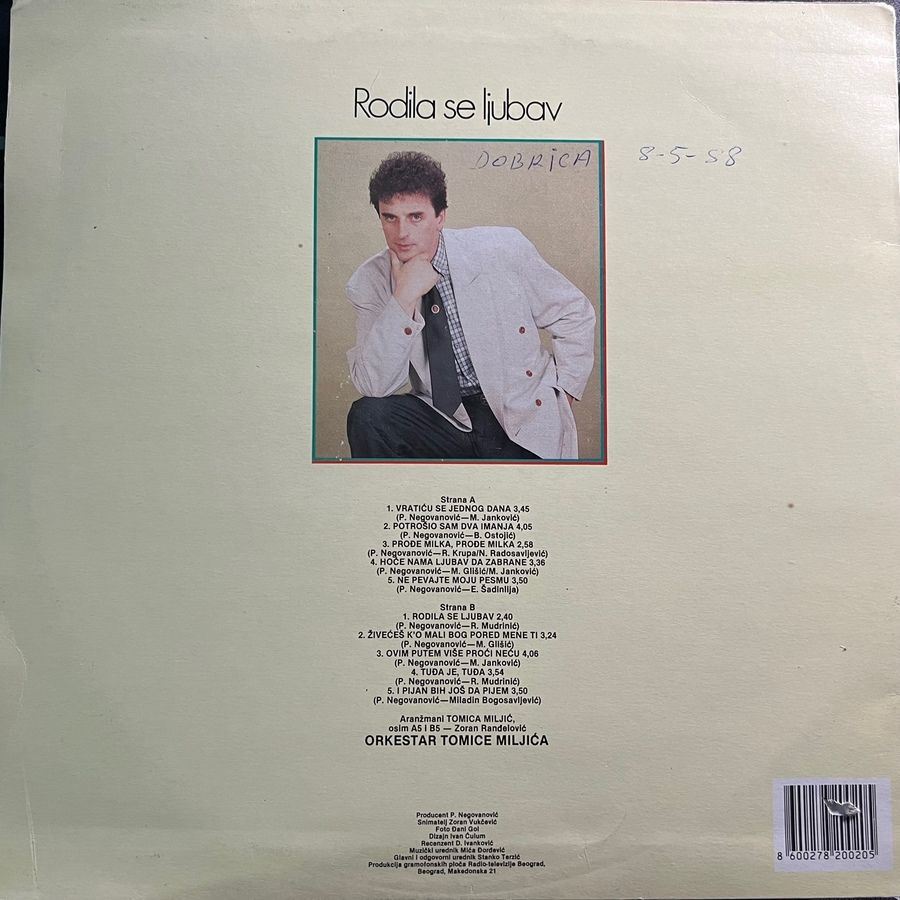 Rodila se ljubav
DOBRICA 8-5-88
Strana A
1. VRATIĆU SE JEDNOG DANA 3,45
(P. Negovanović—M. Janković)
2. POTROŠIO SAM DVA IMANJA 4,05
(P. Negovanović—B. Ostojić)
3. PROĐE MILKA, PROĐE MILKA 2,58
(P. Negovanović—R. Krupa/N. Radosavljević)
4. HOĆE NAMA LJUBAV DA ZABRANE 3,36
(P. Negovanović—M. Glišić/M. Janković)
5. NE PEVAJTE MOJU PESMU 3,50
(P. Negovanović—E. Šadinlija)
Strana B
1. RODILA SE LJUBAV 2,40
(P. Negovanović—R. Mudrinić)
2. ŽIVEĆEŠ K'O MALI BOG PORED MENE TI 3,24
(P. Negovanović—M. Glišić)
3. OVIM PUTEM VIŠE PROĆI NEĆU 4,06
(P. Negovanović—M. Janković)
4. TUĐA JE, TUĐA 3,54
(P. Negovanović—R. Mudrinić)
5. I PIJAN BIH JOŠ DA PIJEM 3,50
(P. Negovanović—Miladin Bogosavljević)
Aranžmani TOMICA MILJIĆ,
osim A5 i B5 — Zoran Ranđelović
ORKESTAR TOMICE MILJIĆA
Producent P. Negovanović
Snimatelj Zoran Vukčević
Foto Dani Gol
Dizajn Ivan Ćulum
Recenzent D. Ivanković
Muzički urednik Mića Đorđević
Glavni i odgovorni urednik Stanko Terzić
Produkcija gramofonskih ploča Radio-televizije Beograd,
Beograd, Makedonska 21
8 600278 200205